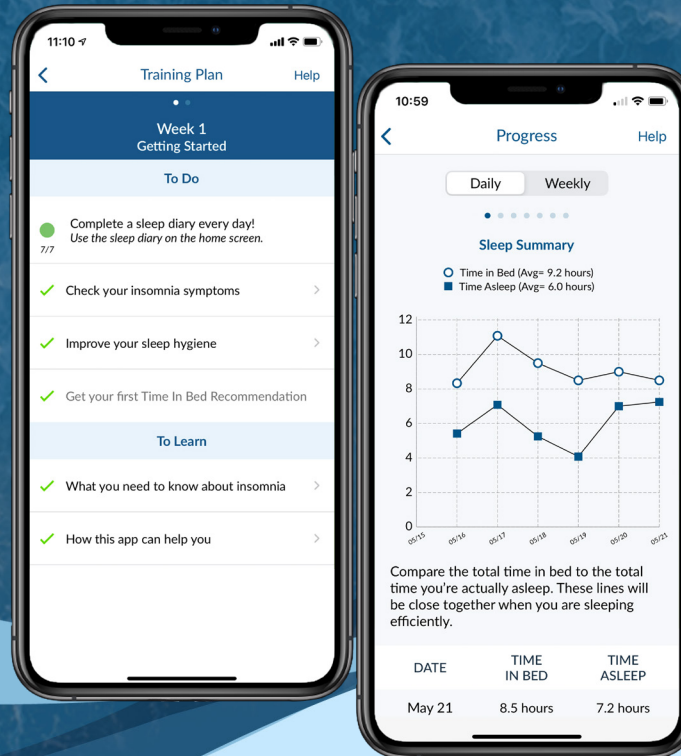 11:10
Training Plan
Help
Week 1
Getting Started
To Do
Complete a sleep diary every day!
Use the sleep diary on the home screen.
7/7
Check your insomnia symptoms
Improve your sleep hygiene
Get your first Time In Bed Recommendation
To Learn
What you need to know about insomnia
How this app can help you
10:59
Progress
Help
Daily
Weekly
Sleep Summary
Time in Bed (Avg= 9.2 hours)
Time Asleep (Avg= 6.0 hours)
12
10
8
6
4
2
0
05/15
05/16
05/17
05/18
05/19
05/20
05/21
Compare the total time in bed to the total
time you're actually asleep. These lines will
be close together when you are sleeping
efficiently.
DATE
TIME
IN BED
TIME
ASLEEP
May 21
8.5 hours
7.2 hours